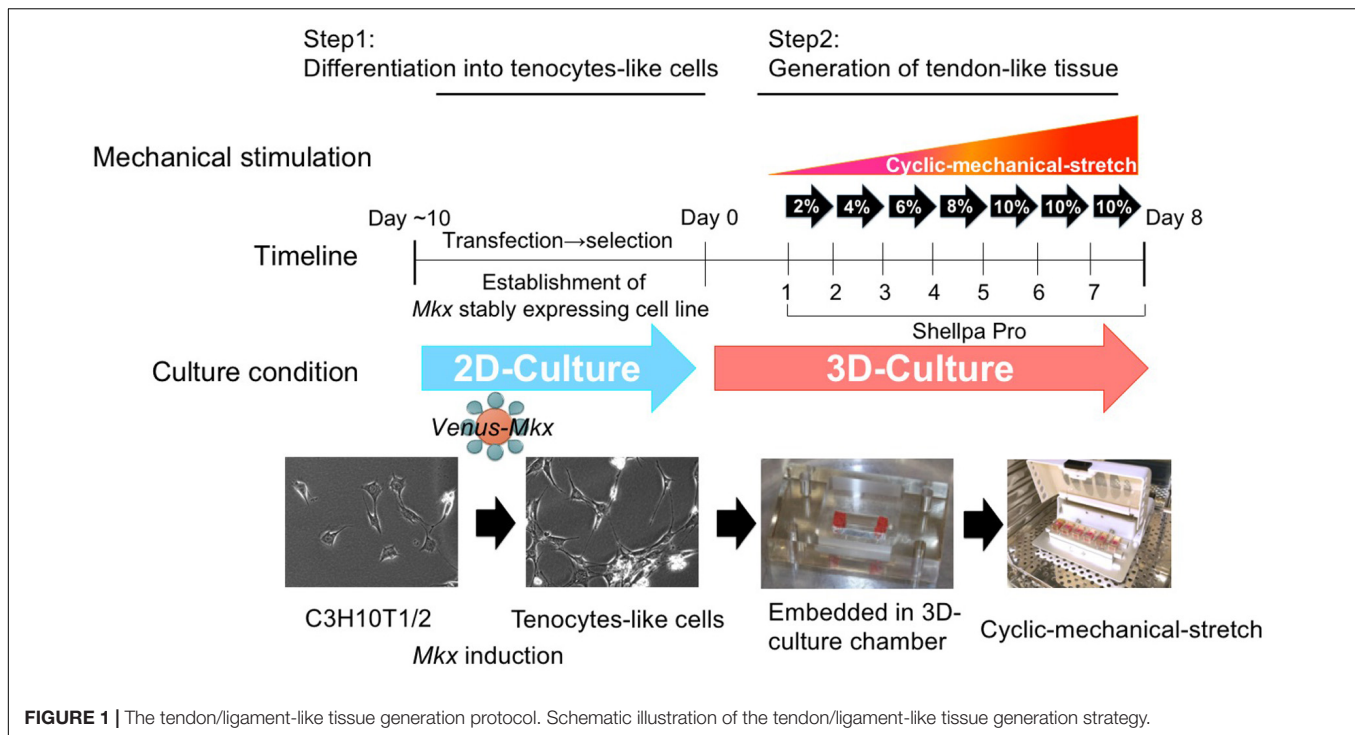 Step1:
Differentiation into tenocytes-like cells
Step2:
Generation of tendon-like tissue
Mechanical stimulation
Cyclic-mechanical-stretch
2% 4% 6% 8% 10% 10% 10%
Day ~10
Day 0
Day 8
Timeline
Transfection→selection
Establishment of
Mkx stably expressing cell line
1 2 3 4 5 6 7
Shellpa Pro
Culture condition
2D-Culture
3D-Culture
Venus-Mkx
C3H10T1/2
Tenocytes-like cells
Mkx induction
Embedded in 3D-
culture chamber
Cyclic-mechanical-stretch
FIGURE 1 | The tendon/ligament-like tissue generation protocol. Schematic illustration of the tendon/ligament-like tissue generation strategy.